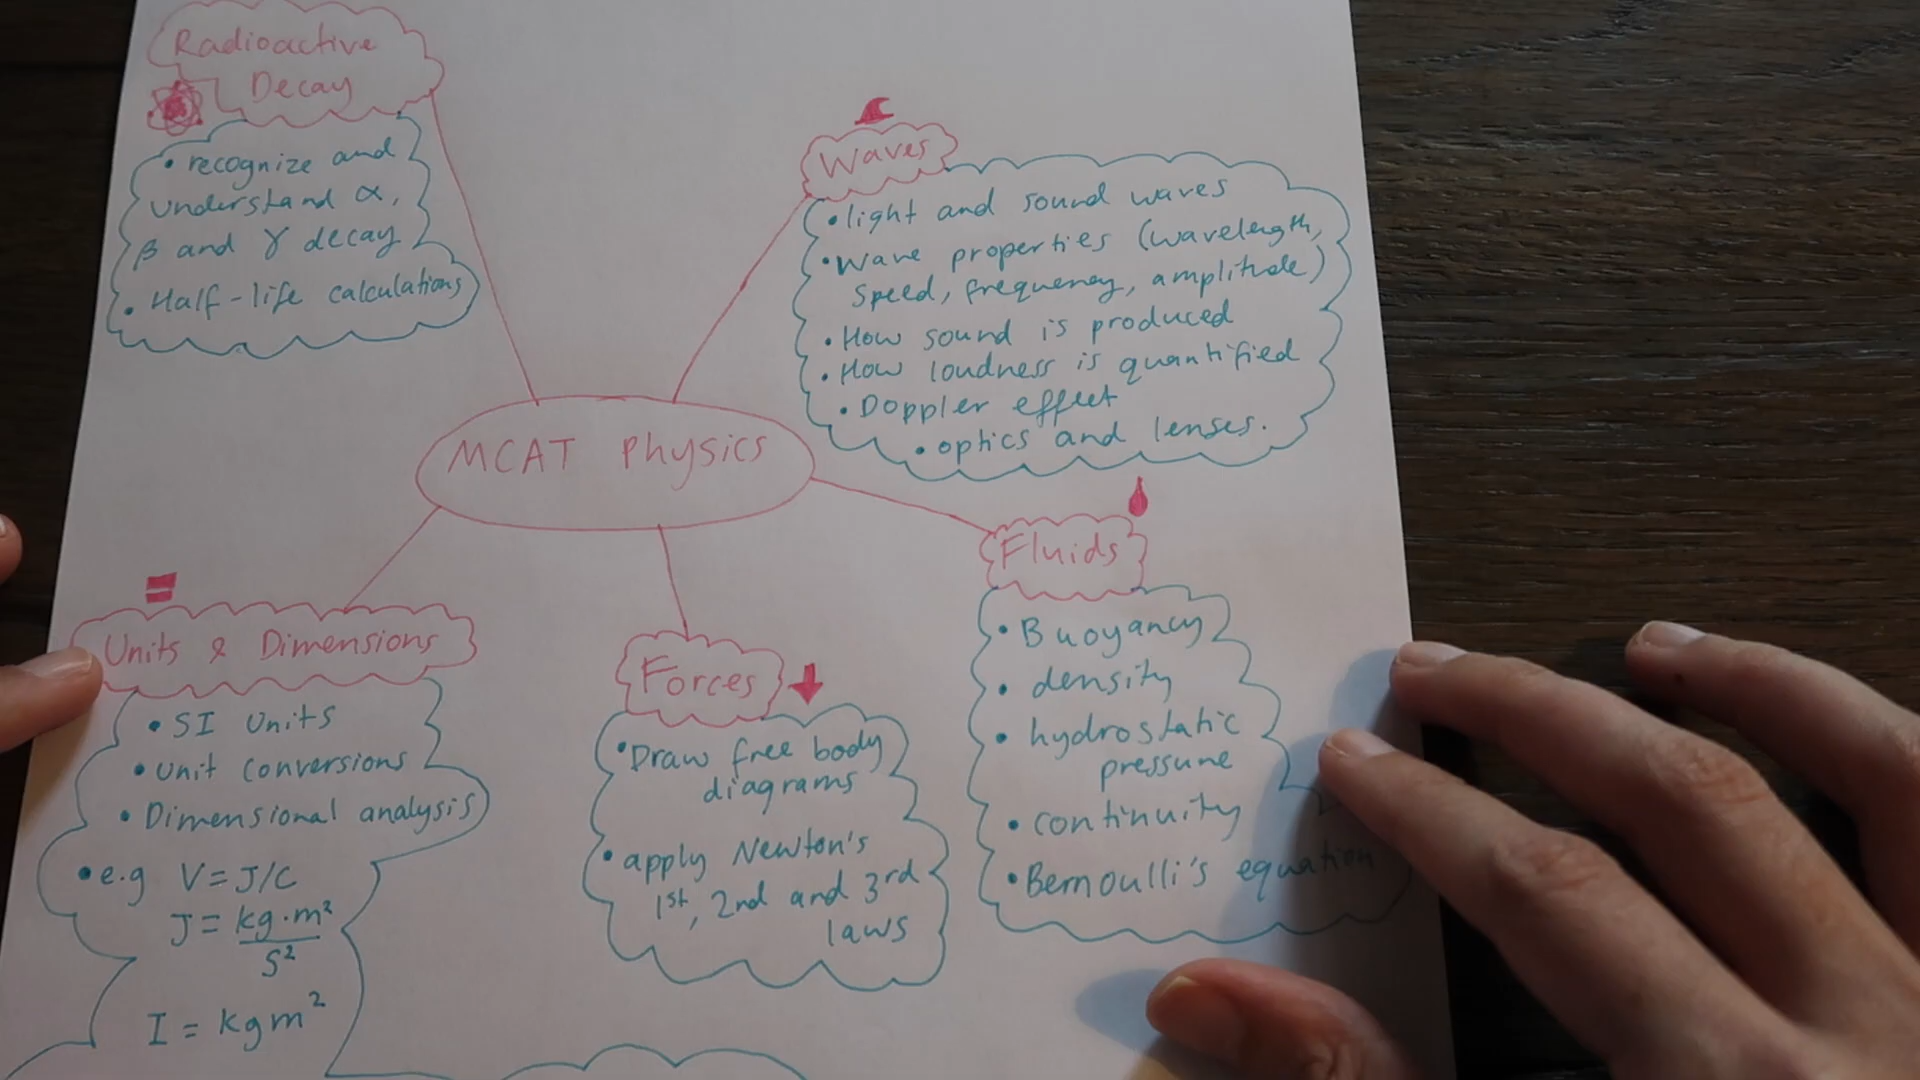 Radioactive
Decay
• recognize and
understand α,
β and γ decay
• Half-life calculations
Waves
• light and sound waves
• Wave properties (wavelength,
speed, frequency, amplitude)
• How sound is produced
• How loudness is quantified
• Doppler effect
• optics and lenses.
MCAT Physics
Fluids
• Buoyancy
• density
• hydrostatic
pressure
• continuity
• Bernoulli's equation
Forces
• Draw free body
diagrams
• apply Newton's
1st, 2nd and 3rd
laws
Units & Dimensions
• SI Units
• Unit conversions
• Dimensional analysis
• e.g V = J/C
J = kg·m²
s²
I = kgm²